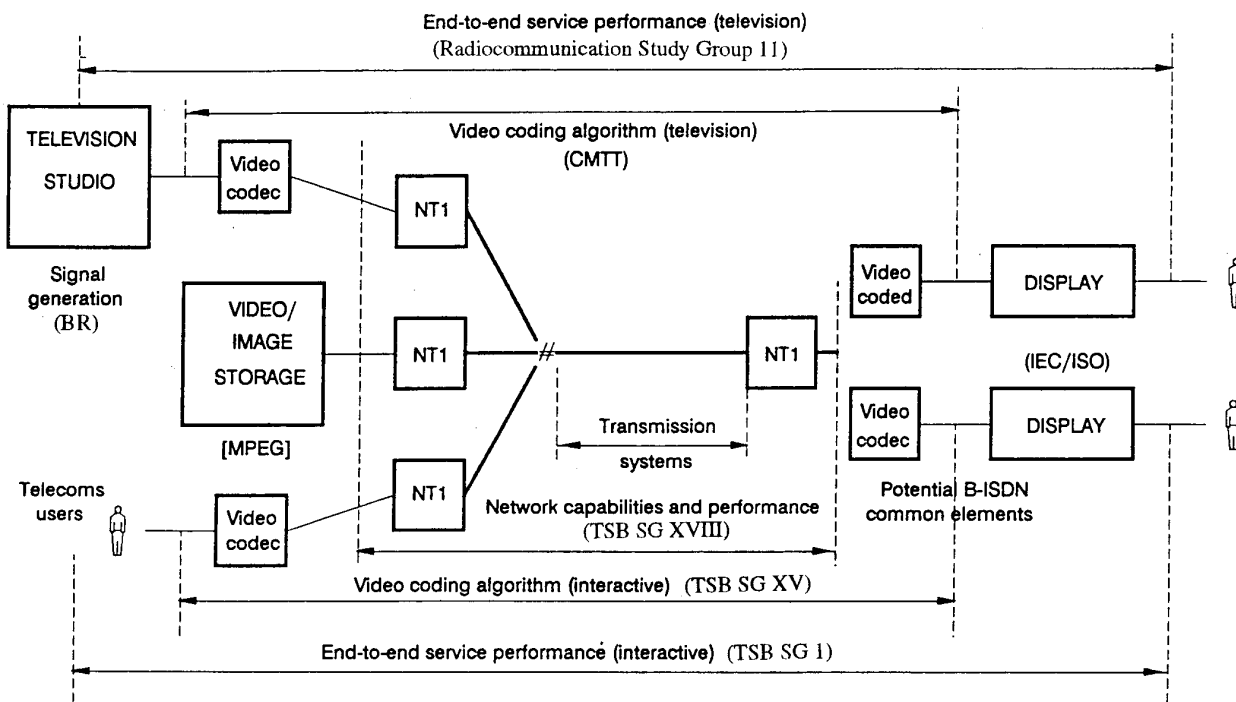 End-to-end service performance (television)
(Radiocommunication Study Group 11)
TELEVISION
STUDIO
Video coding algorithm (television)
(CMTT)
Video
codec
NT1
Signal
generation
(BR)
VIDEO/
IMAGE
STORAGE
[MPEG]
NT1
NT1
Video
coded
DISPLAY
(IEC/ISO)
Transmission
systems
Video
codec
DISPLAY
Telecoms
users
Video
codec
NT1
Network capabilities and performance
(TSB SG XVIII)
Potential B-ISDN
common elements
Video coding algorithm (interactive) (TSB SG XV)
End-to-end service performance (interactive) (TSB SG 1)